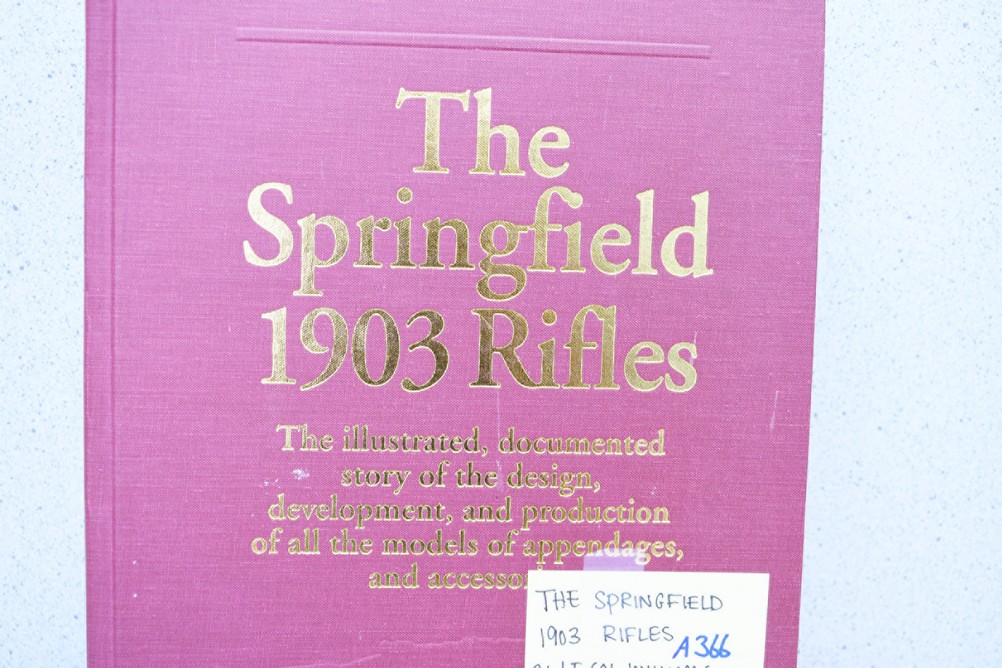 The
Springfield
1903 Rifles
The illustrated, documented
story of the design,
development, and production
of all the models of appendages,
and
THE SPRINGFIELD
1903 RIFLES A366